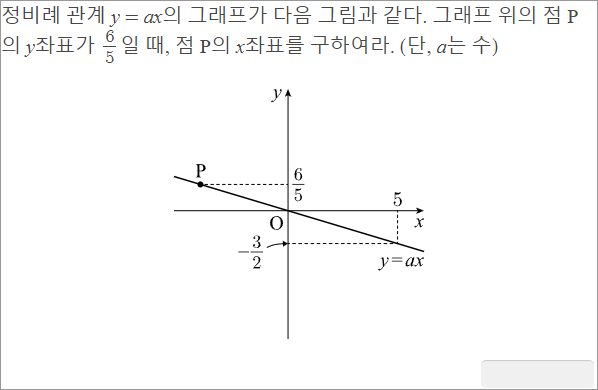 정비례 관계 y = ax의 그래프가 다음 그림과 같다. 그래프 위의 점 P
의 y좌표가 6/5 일 때, 점 P의 x좌표를 구하여라. (단, a는 수)
y
P
6/5
5
O
x
-3/2
y=ax